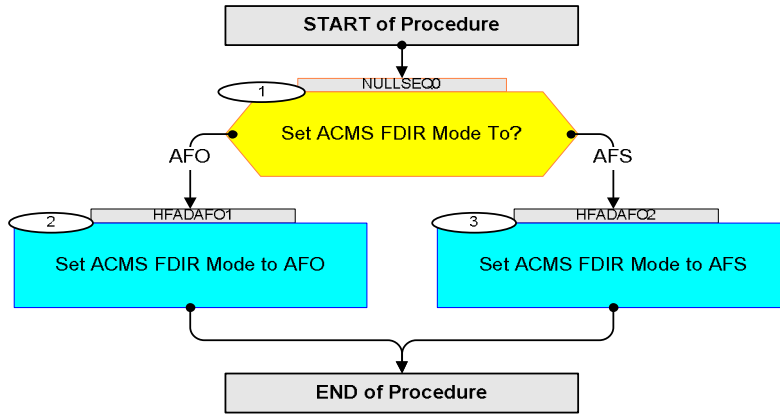 START of Procedure
NULLSEQ0
1
Set ACMS FDIR Mode To?
AFO
AFS
HFADAFO1
2
Set ACMS FDIR Mode to AFO
HFADAFO2
3
Set ACMS FDIR Mode to AFS
END of Procedure